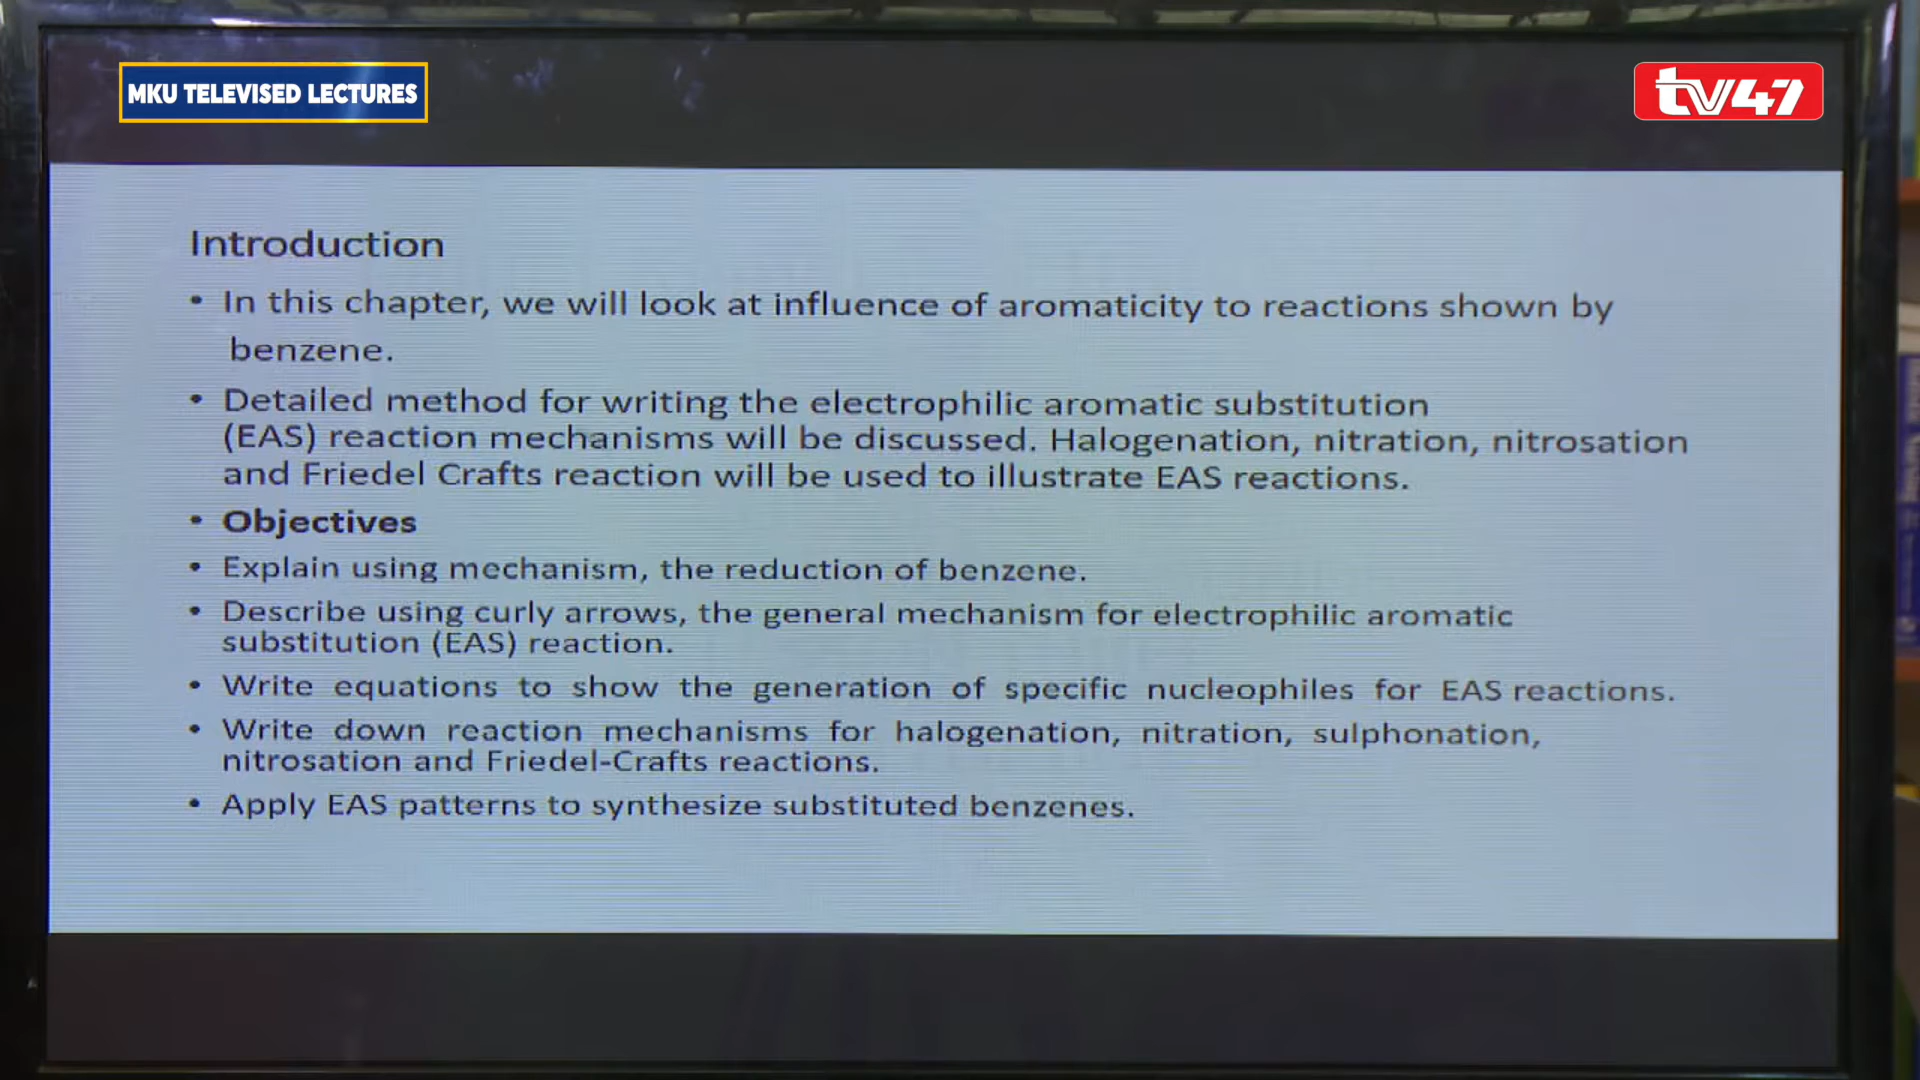 MKU TELEVISED LECTURES
tv47
Introduction
• In this chapter, we will look at influence of aromaticity to reactions shown by
benzene.
• Detailed method for writing the electrophilic aromatic substitution
(EAS) reaction mechanisms will be discussed. Halogenation, nitration, nitrosation
and Friedel Crafts reaction will be used to illustrate EAS reactions.
• Objectives
• Explain using mechanism, the reduction of benzene.
• Describe using curly arrows, the general mechanism for electrophilic aromatic
substitution (EAS) reaction.
• Write equations to show the generation of specific nucleophiles for EAS reactions.
• Write down reaction mechanisms for halogenation, nitration, sulphonation,
nitrosation and Friedel-Crafts reactions.
• Apply EAS patterns to synthesize substituted benzenes.